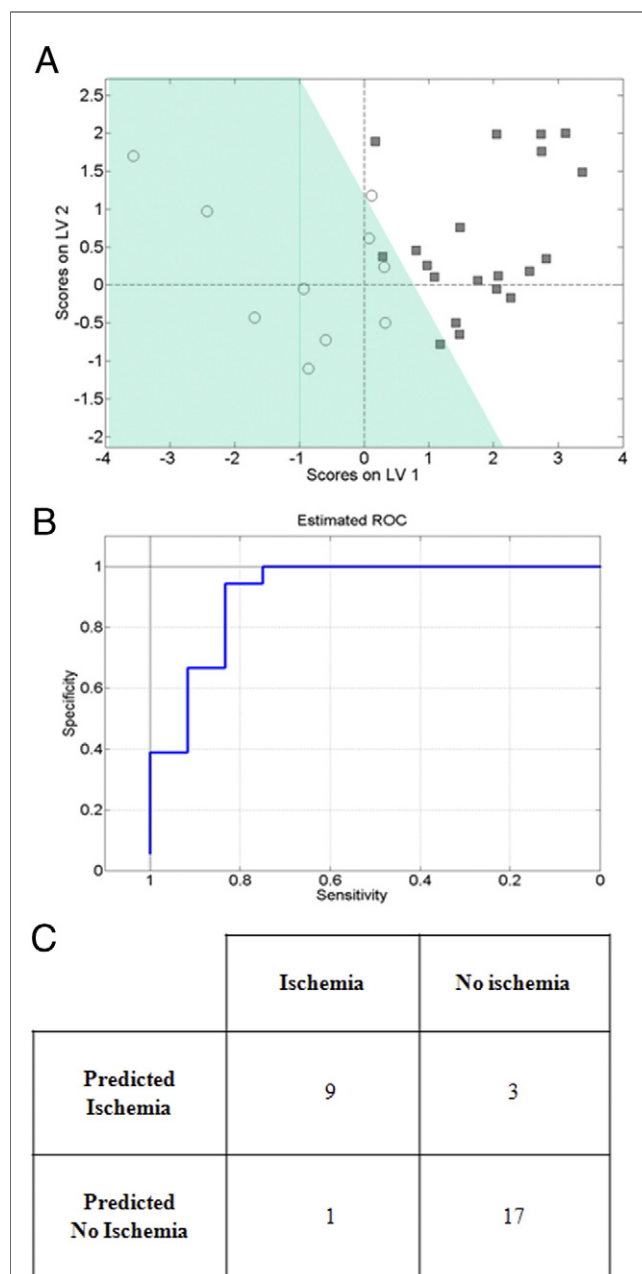 A
2.5
2
1.5
1
0.5
0
-0.5
-1
-1.5
-2
Scores on LV 2
-4 -3 -2 -1 0 1 2 3 4
Scores on LV 1
B
Estimated ROC
1
0.8
0.6
0.4
0.2
0
Specificity
1 0.8 0.6 0.4 0.2 0
Sensitivity
C
Ischemia No ischemia
Predicted
Ischemia
9 3
Predicted
No Ischemia
1 17